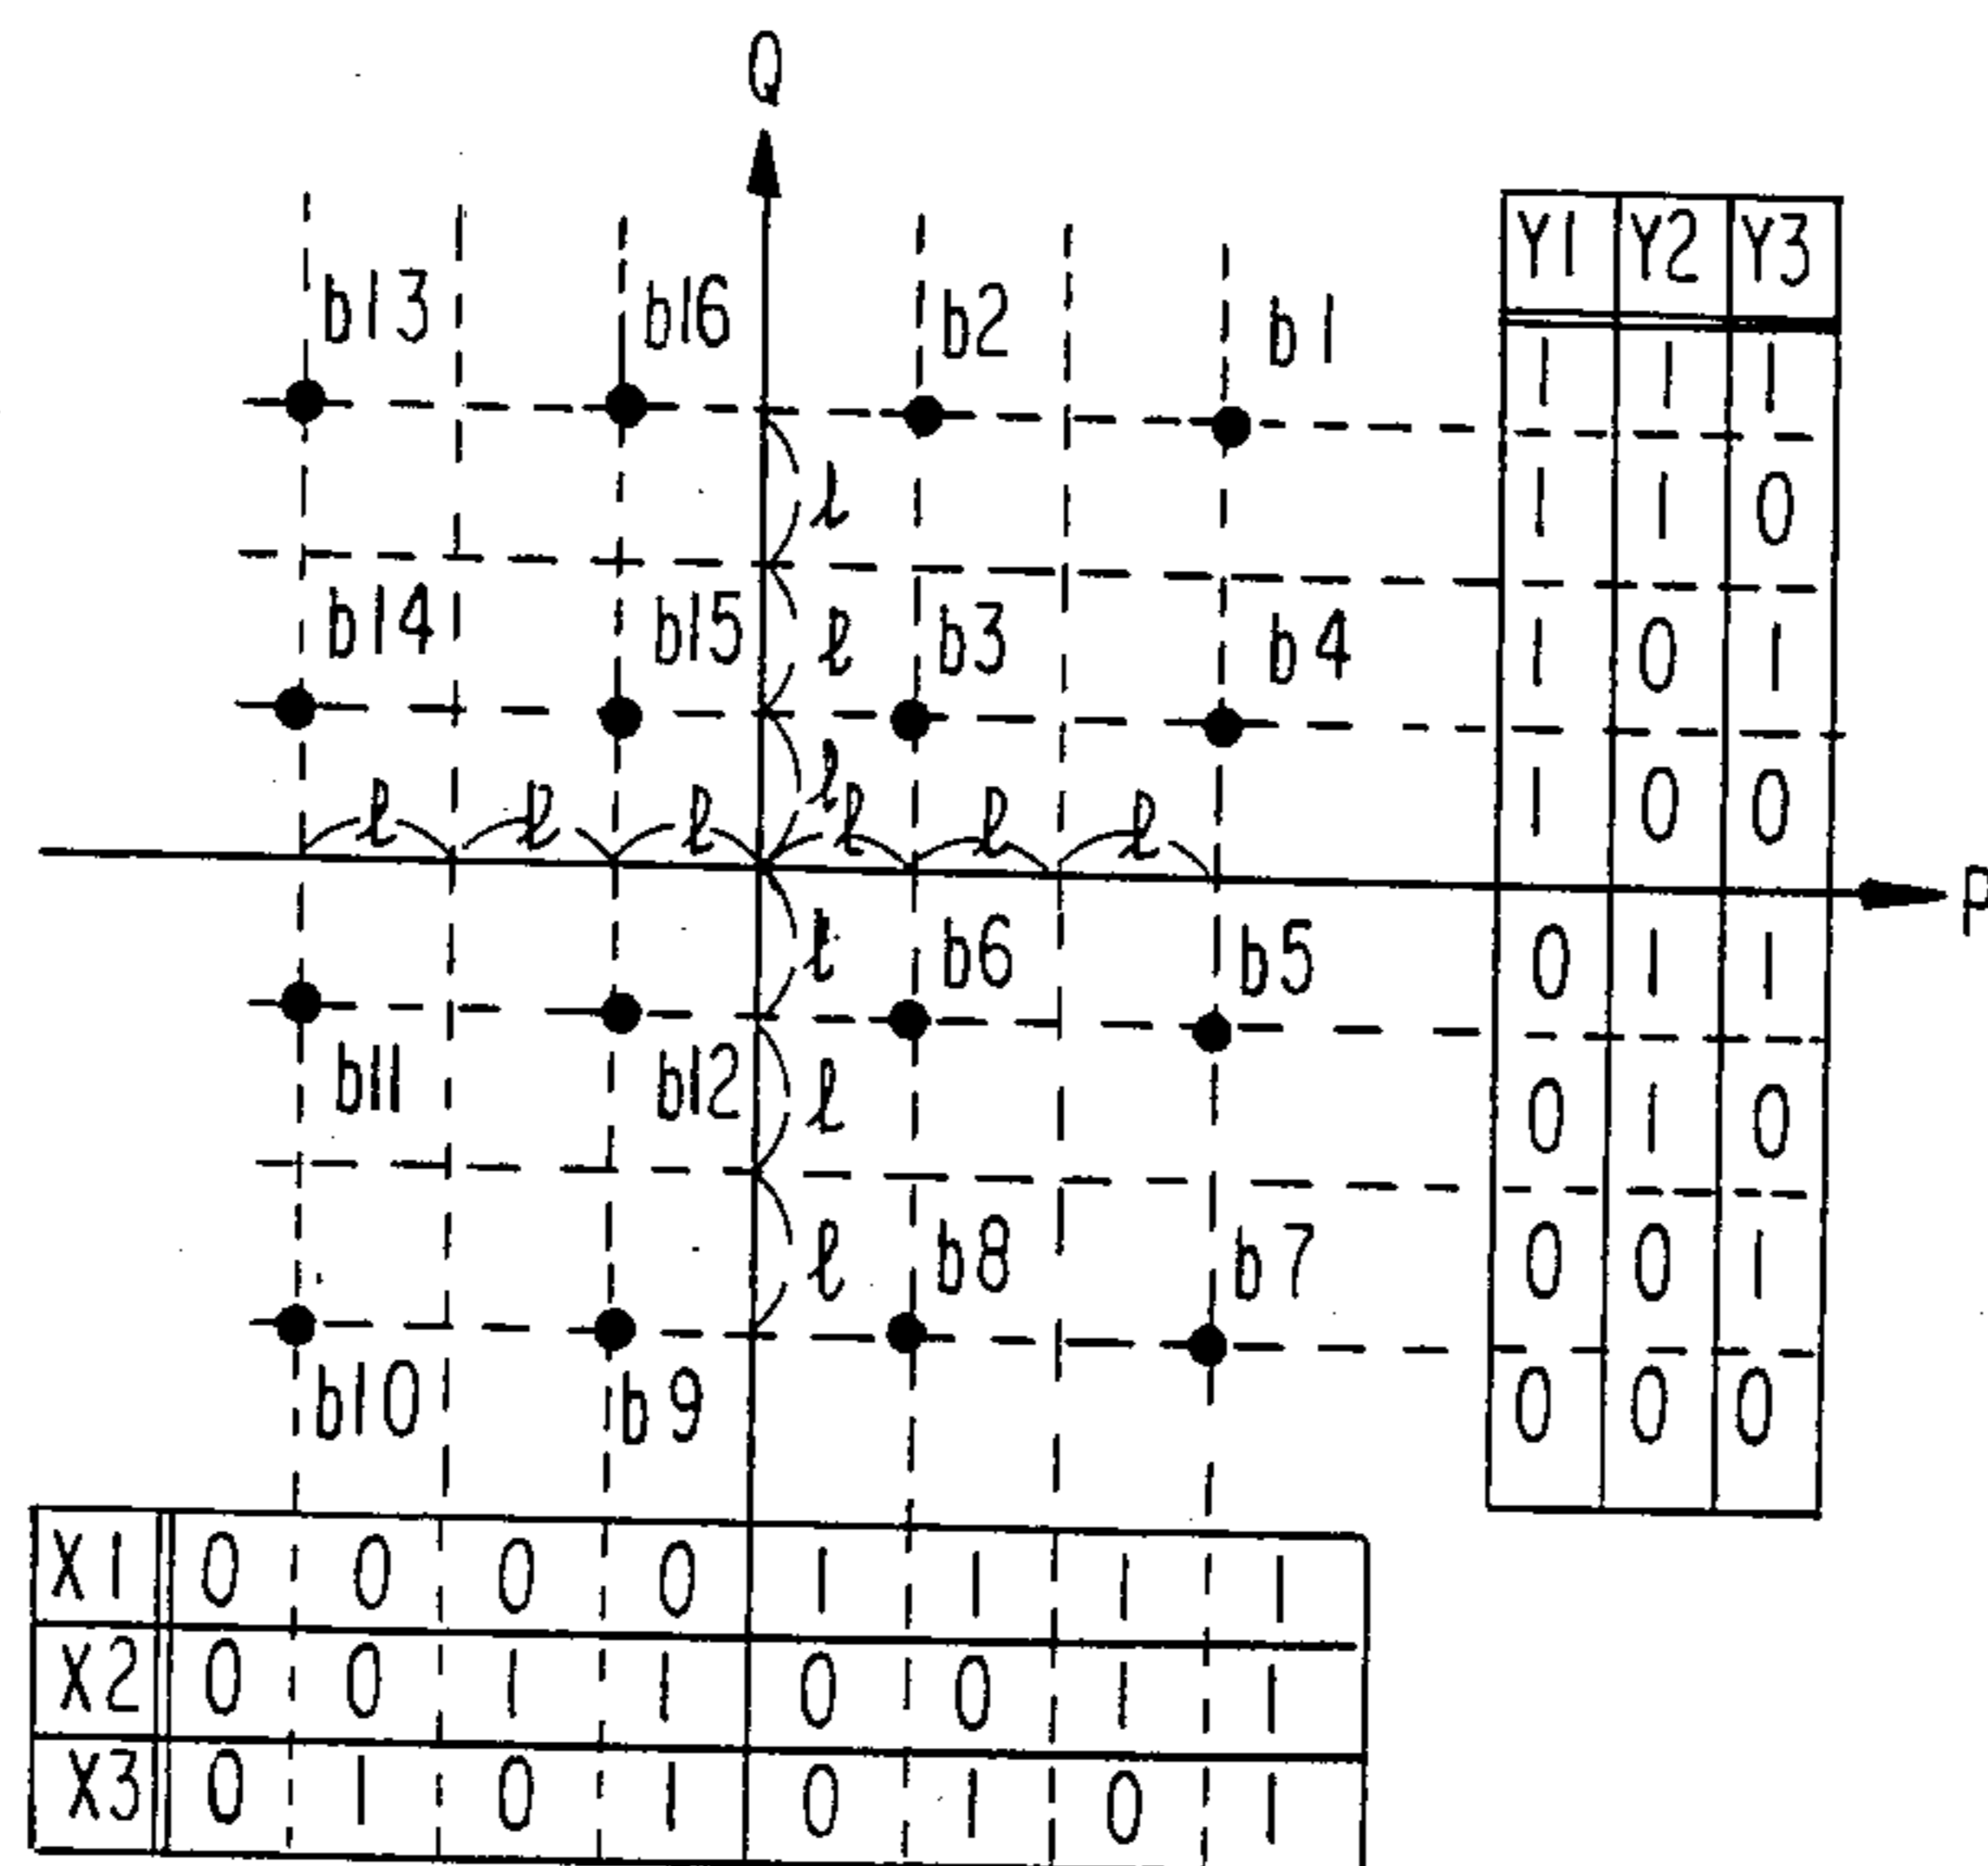 Q
Y1 Y2 Y3
b13 b16 b2 b1
1 1 1
ℓ
1 1 0
b14 b15 ℓ b3 b4
1 0 1
ℓ
ℓ ℓ ℓ ℓ ℓ ℓ
1 0 0
P
ℓ b6 b5
0 1 1
b11 b12 ℓ
0 1 0
ℓ b8 b7
0 0 1
b10 b9
0 0 0
X1 0 0 0 0 1 1 1 1
X2 0 0 1 1 0 0 1 1
X3 0 1 0 1 0 1 0 1